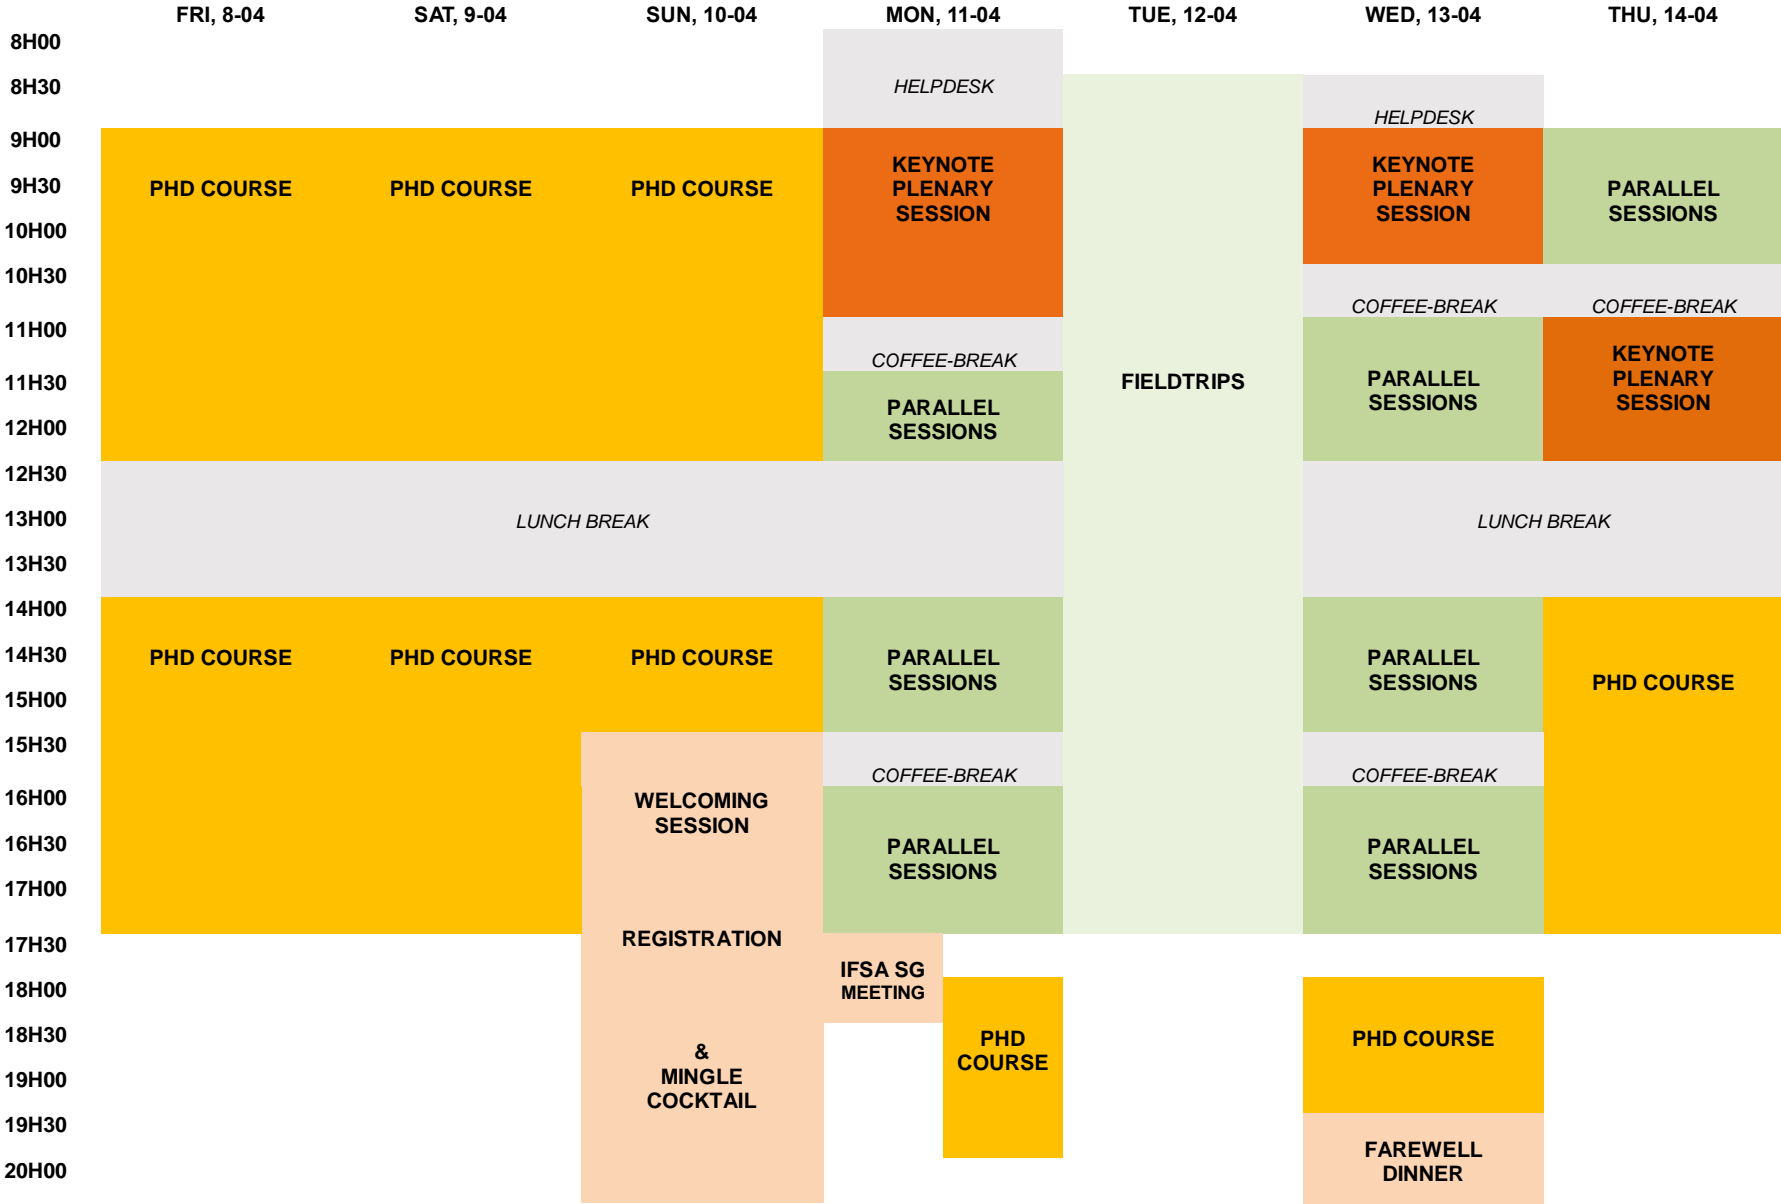 FRI, 8-04 SAT, 9-04 SUN, 10-04 MON, 11-04 TUE, 12-04 WED, 13-04 THU, 14-04
8H00
8H30 HELPDESK
HELPDESK
9H00
KEYNOTE KEYNOTE
9H30 PHD COURSE PHD COURSE PHD COURSE PLENARY PLENARY PARALLEL
SESSION SESSION SESSIONS
10H00
10H30
COFFEE-BREAK COFFEE-BREAK
11H00
COFFEE-BREAK KEYNOTE
11H30 FIELDTRIPS PARALLEL PLENARY
PARALLEL SESSIONS SESSION
12H00 SESSIONS
12H30
13H00 LUNCH BREAK LUNCH BREAK
13H30
14H00
14H30 PHD COURSE PHD COURSE PHD COURSE PARALLEL PARALLEL
SESSIONS SESSIONS PHD COURSE
15H00
15H30
COFFEE-BREAK COFFEE-BREAK
16H00 WELCOMING
SESSION
16H30 PARALLEL PARALLEL
SESSIONS SESSIONS
17H00
17H30 REGISTRATION
IFSA SG
18H00 MEETING
18H30 PHD PHD COURSE
& COURSE
19H00 MINGLE
COCKTAIL
19H30
FAREWELL
20H00 DINNER